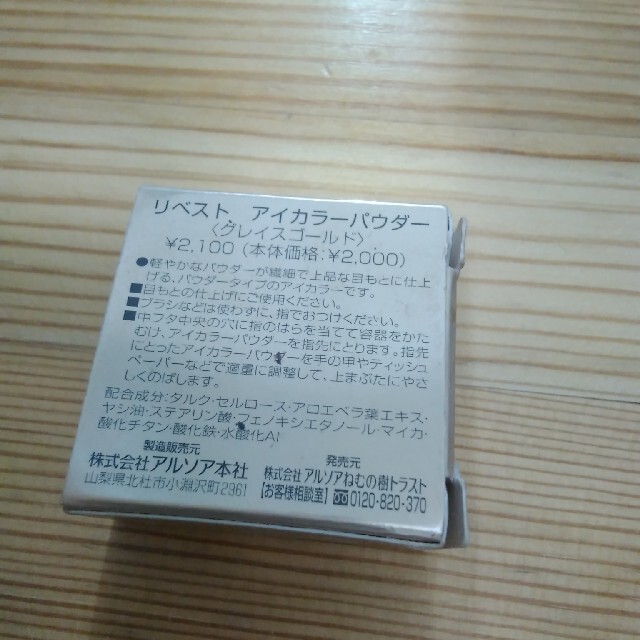 リベスト アイカラーパウダー
〈グレイスゴールド〉
¥2,100 (本体価格:¥2,000)
●軽やかなパウダーが繊細で上品な目もとに仕上
げる、パウダータイプのアイカラーです。
■目もとの仕上げにご使用ください。
■ブラシなどは使わずに、指でおつけください。
■中フタ中央の穴に指のはらを当てて容器をかた
むけ、アイカラーパウダーを指先にとります。指先
にとったアイカラーパウダーを手の甲やティッシュ
ペーパーなどで適量に調整して、上まぶたにやさ
しくのばします。
配合成分:タルク・セルロース・アロエベラ葉エキス・
ヤシ油・ステアリン酸・フェノキシエタノール・マイカ・
酸化チタン・酸化鉄・水酸化Al
製造販売元
株式会社アルソア本社
山梨県北杜市小淵沢町2961
発売元
株式会社アルソアねむの樹トラスト
【お客様相談室】0120-820-370